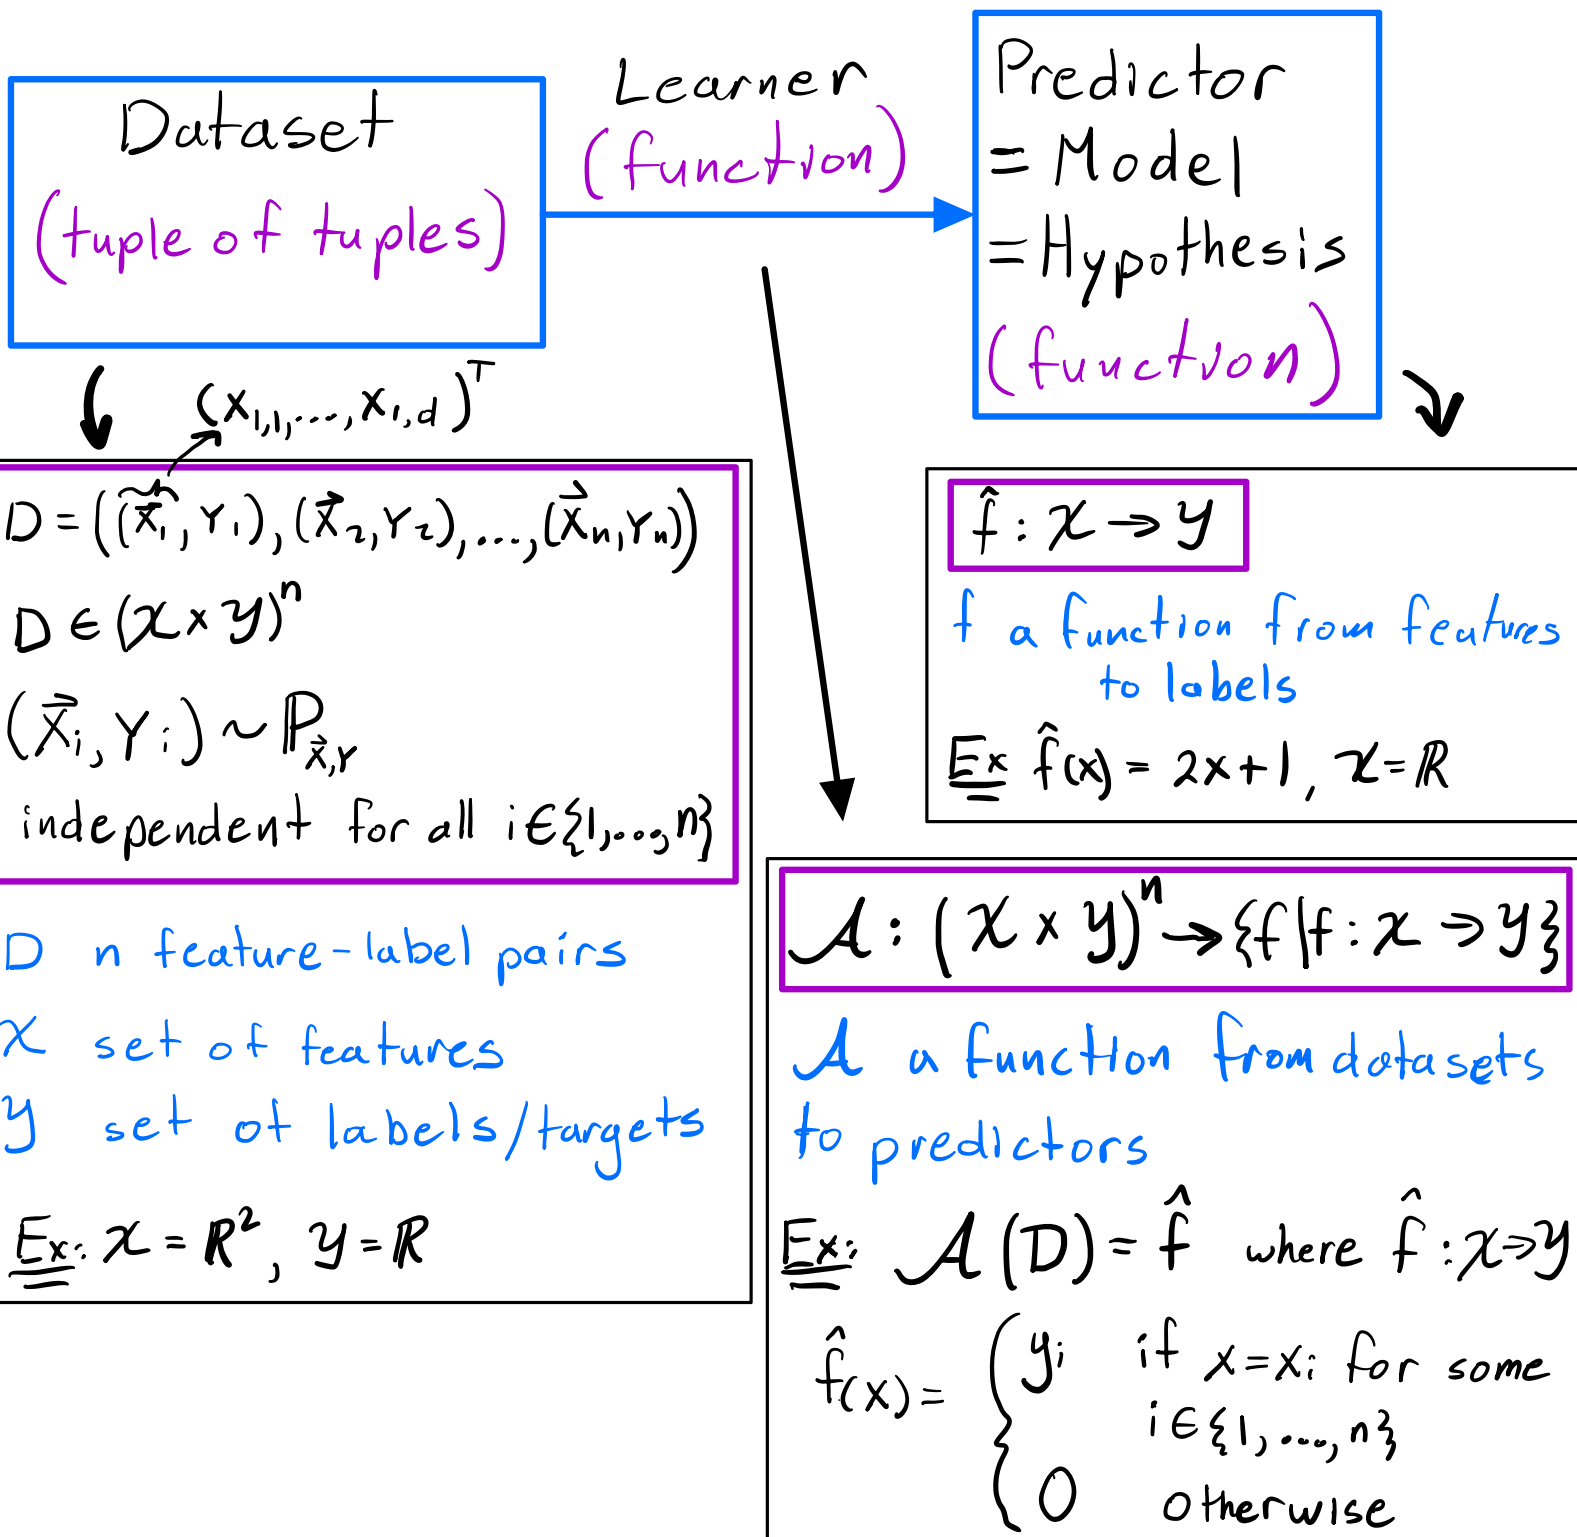 Dataset
(tuple of tuples)
Learner
(function)
Predictor
= Model
= Hypothesis
(function)
(X₁,₁, ..., X₁,d)ᵀ
D = ((X⃗₁, Y₁), (X⃗₂, Y₂), ..., (X⃗ₙ, Yₙ))
D ∈ (𝒳 × 𝒴)ⁿ
(X⃗ᵢ, Yᵢ) ~ ℙ_X⃗,Y
independent for all i ∈ {1, ..., n}
D n feature-label pairs
𝒳 set of features
𝒴 set of labels/targets
Ex: 𝒳 = ℝ², 𝒴 = ℝ
f̂ : 𝒳 → 𝒴
f a function from features
to labels
Ex f̂(x) = 2x+1, 𝒳 = ℝ
𝒜 : (𝒳 × 𝒴)ⁿ → {f | f : 𝒳 → 𝒴}
𝒜 a function from datasets
to predictors
Ex: 𝒜(D) = f̂ where f̂ : 𝒳 → 𝒴
f̂(x) = { yᵢ if x = xᵢ for some
i ∈ {1, ..., n}
0 otherwise